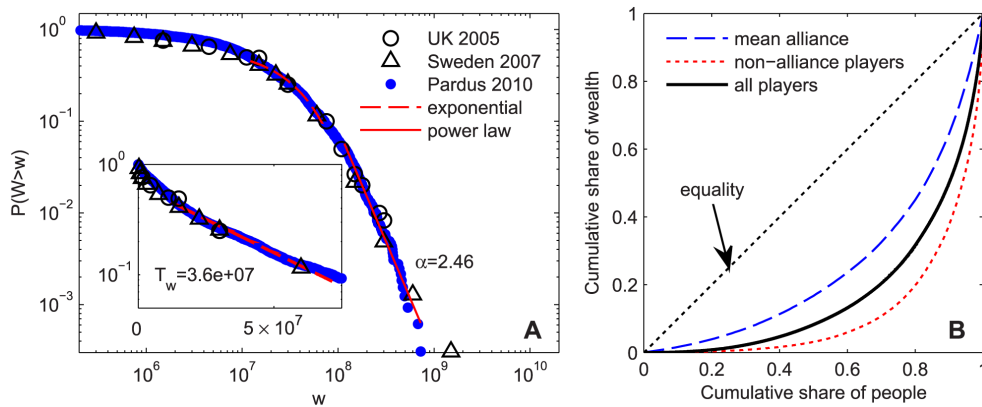 P(W>w)
10^0
10^-1
10^-2
10^-3
UK 2005
Sweden 2007
Pardus 2010
exponential
power law
10^0
10^-1
T_w=3.6e+07
0
5×10^7
α=2.46
A
10^6
10^7
10^8
10^9
10^10
w
Cumulative share of wealth
1
0.8
0.6
0.4
0.2
0
mean alliance
non-alliance players
all players
equality
B
0
0.2
0.4
0.6
0.8
1
Cumulative share of people